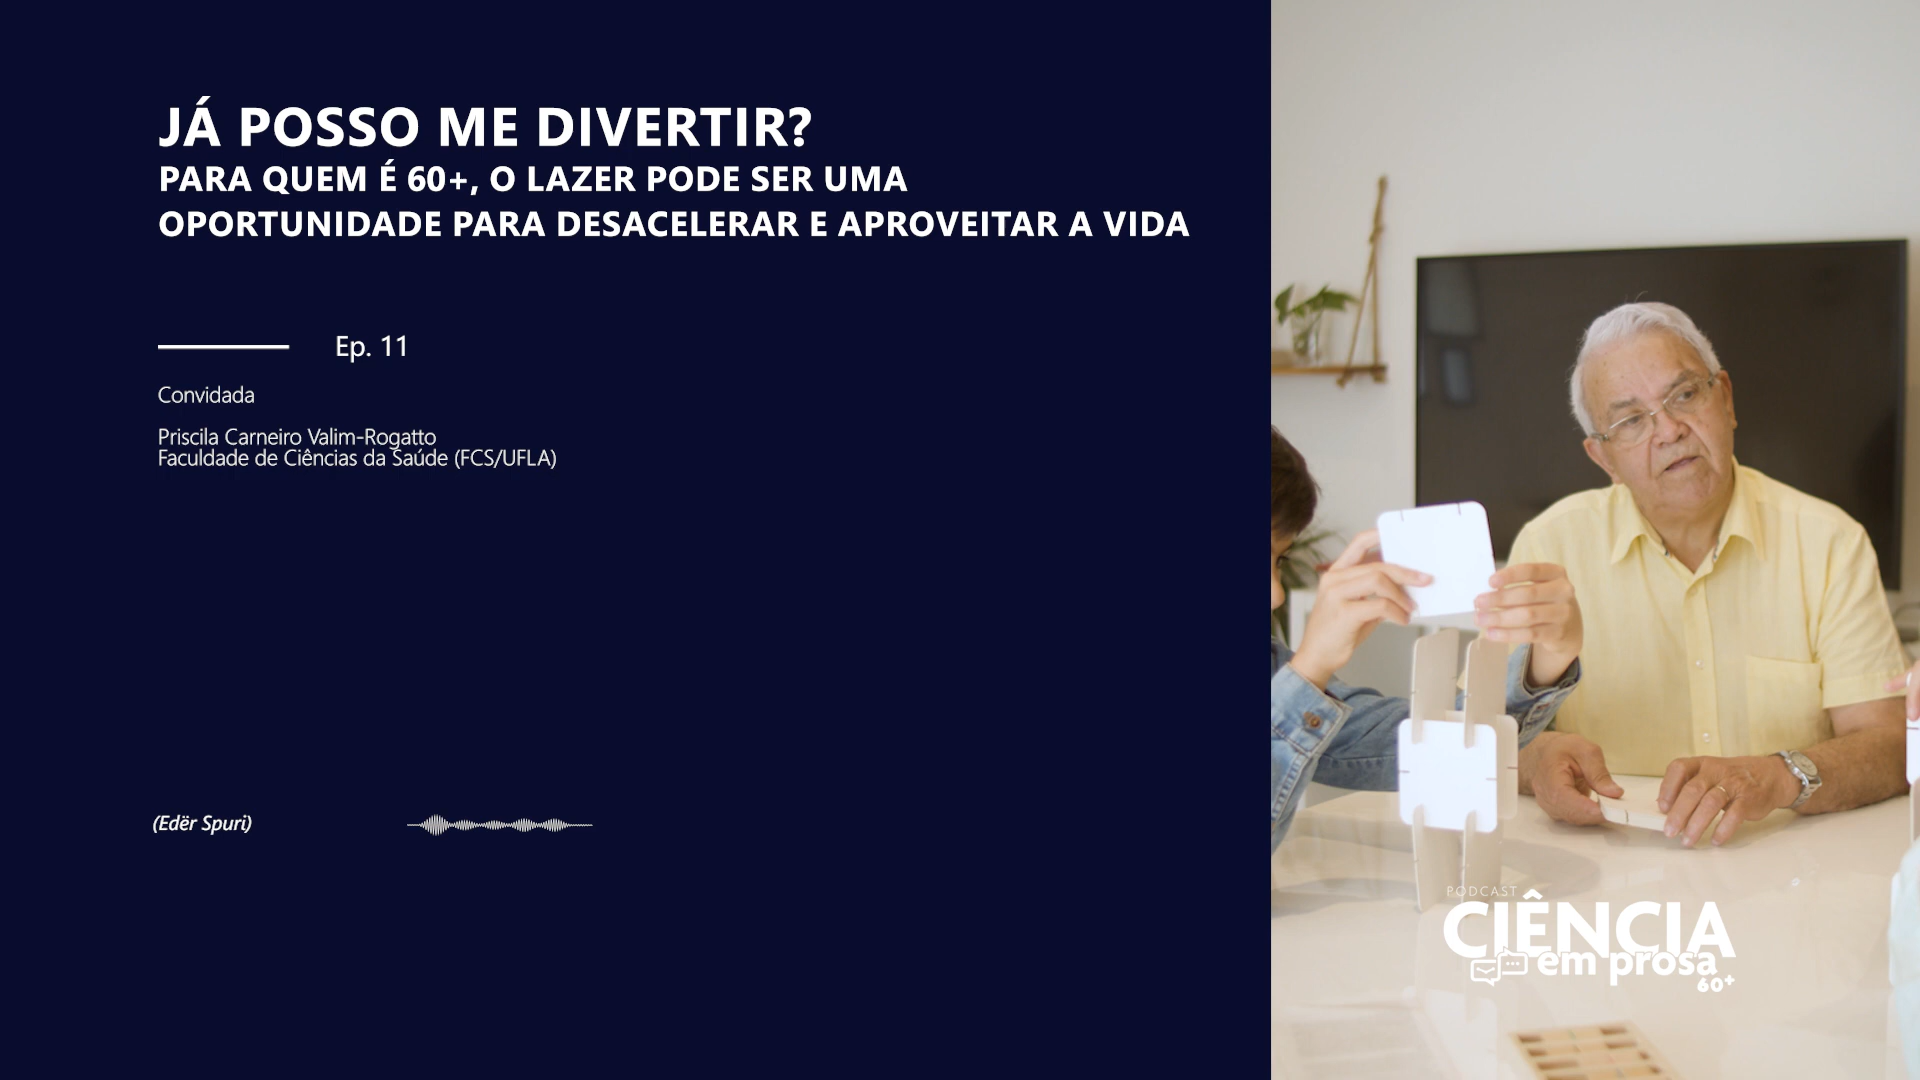 JÁ POSSO ME DIVERTIR?
PARA QUEM É 60+, O LAZER PODE SER UMA
OPORTUNIDADE PARA DESACELERAR E APROVEITAR A VIDA
Ep. 11
Convidada
Priscila Carneiro Valim-Rogatto
Faculdade de Ciências da Saúde (FCS/UFLA)
(Edër Spuri)
PODCAST
CIÊNCIA
em prosa
60+